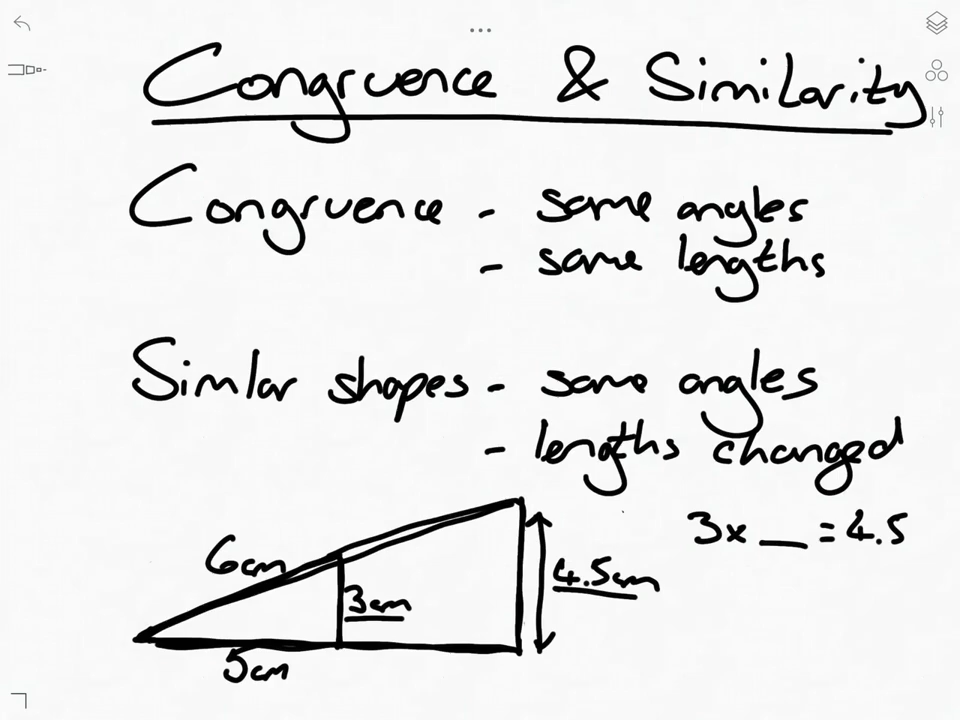 Congruence & Similarity
Congruence - same angles
- same lengths
Similar shapes - same angles
- lengths changed
3x __ = 4.5
6cm
3cm
4.5cm
5cm